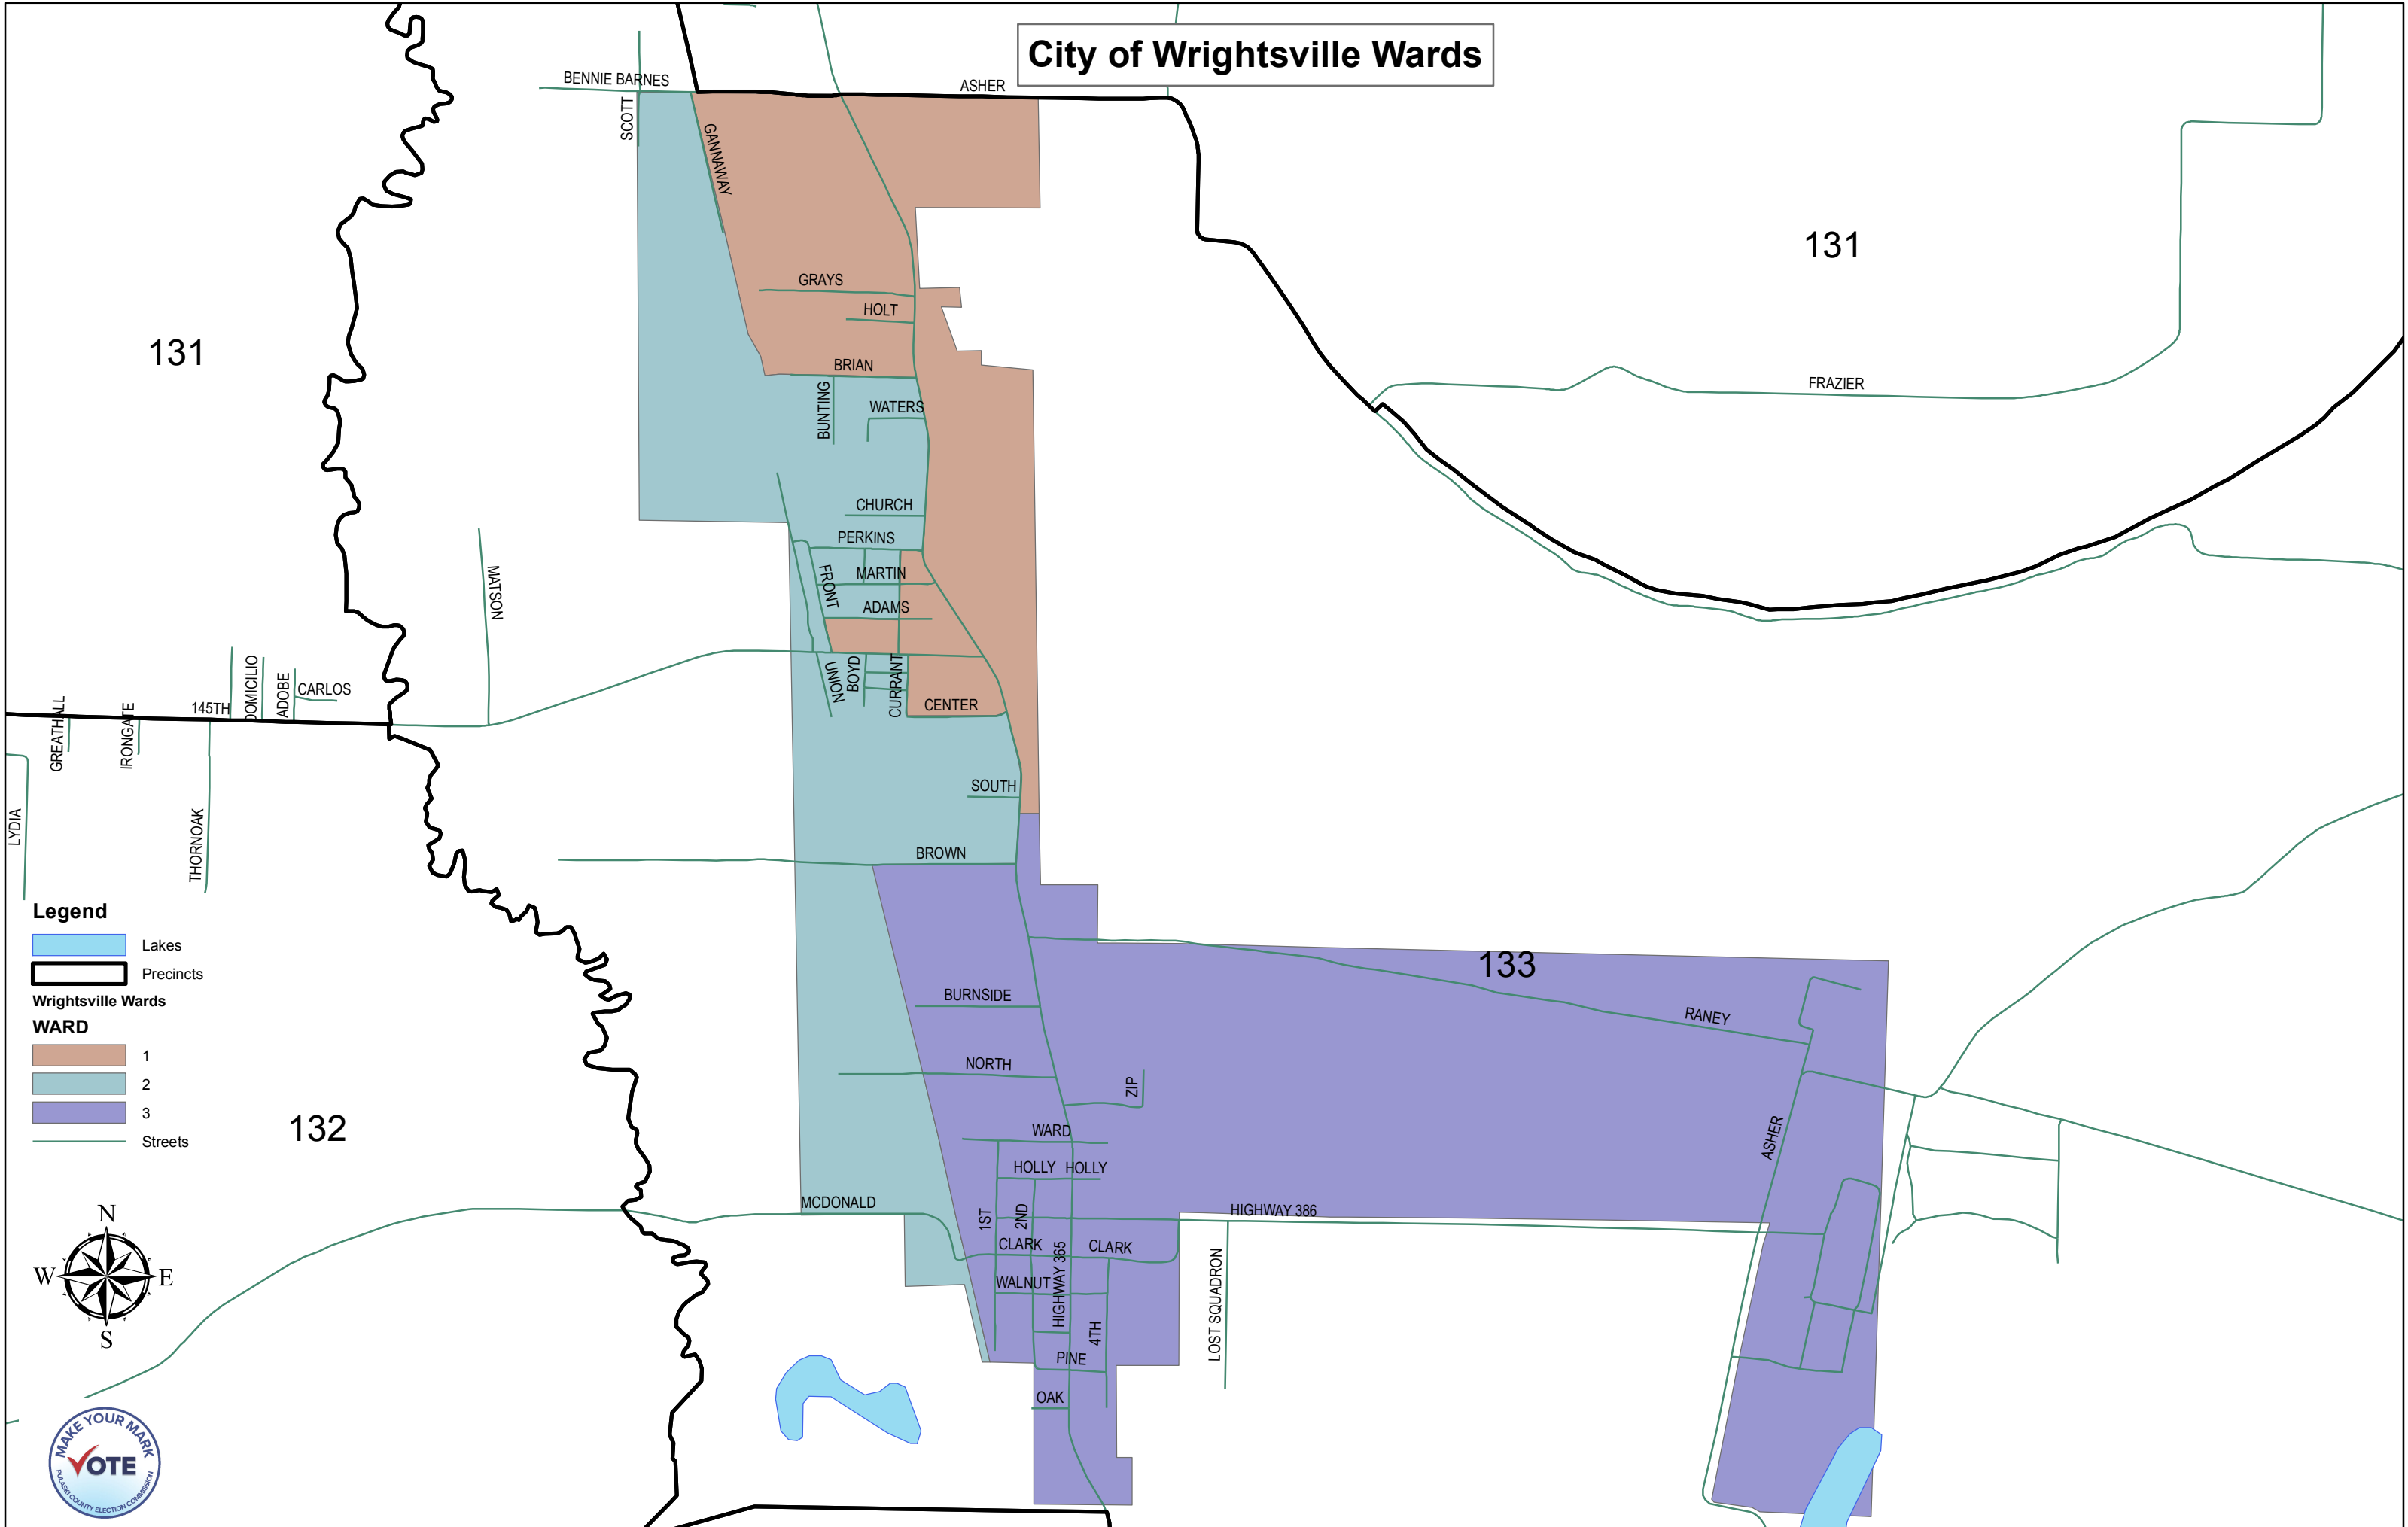 City of Wrightsville Wards
BENNIE BARNES
ASHER
SCOTT
GANNAWAY
131
GRAYS
HOLT
131
BRIAN
FRAZIER
BUNTING
WATERS
CHURCH
PERKINS
MATSON
FRONT
MARTIN
ADAMS
DOMICILIO
ADOBE
CARLOS
UNION
BOYD
CURRANT
GREATHALL
IRONGATE
145TH
CENTER
SOUTH
LYDIA
THORNOAK
BROWN
Legend
Lakes
Precincts
Wrightsville Wards
WARD
1
2
3
Streets
133
BURNSIDE
RANEY
NORTH
ZIP
132
WARD
ASHER
HOLLY HOLLY
MCDONALD
1ST
2ND
HIGHWAY 386
CLARK
CLARK
HIGHWAY 365
WALNUT
LOST SQUADRON
4TH
PINE
OAK
N
W E
S
MAKE YOUR MARK
VOTE
PULASKI COUNTY ELECTION COMMISSION